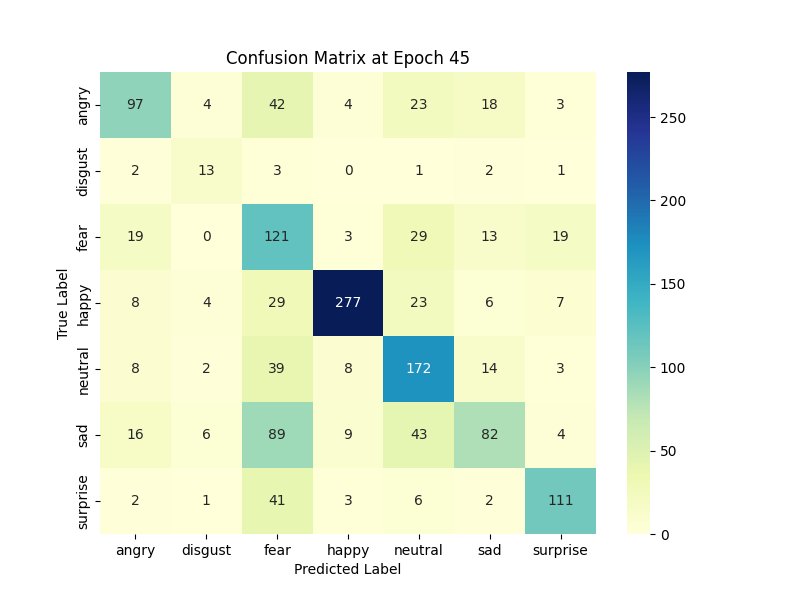 Confusion Matrix at Epoch 45
True Label
angry 97 4 42 4 23 18 3
disgust 2 13 3 0 1 2 1
fear 19 0 121 3 29 13 19
happy 8 4 29 277 23 6 7
neutral 8 2 39 8 172 14 3
sad 16 6 89 9 43 82 4
surprise 2 1 41 3 6 2 111
angry disgust fear happy neutral sad surprise
Predicted Label
250
200
150
100
50
0